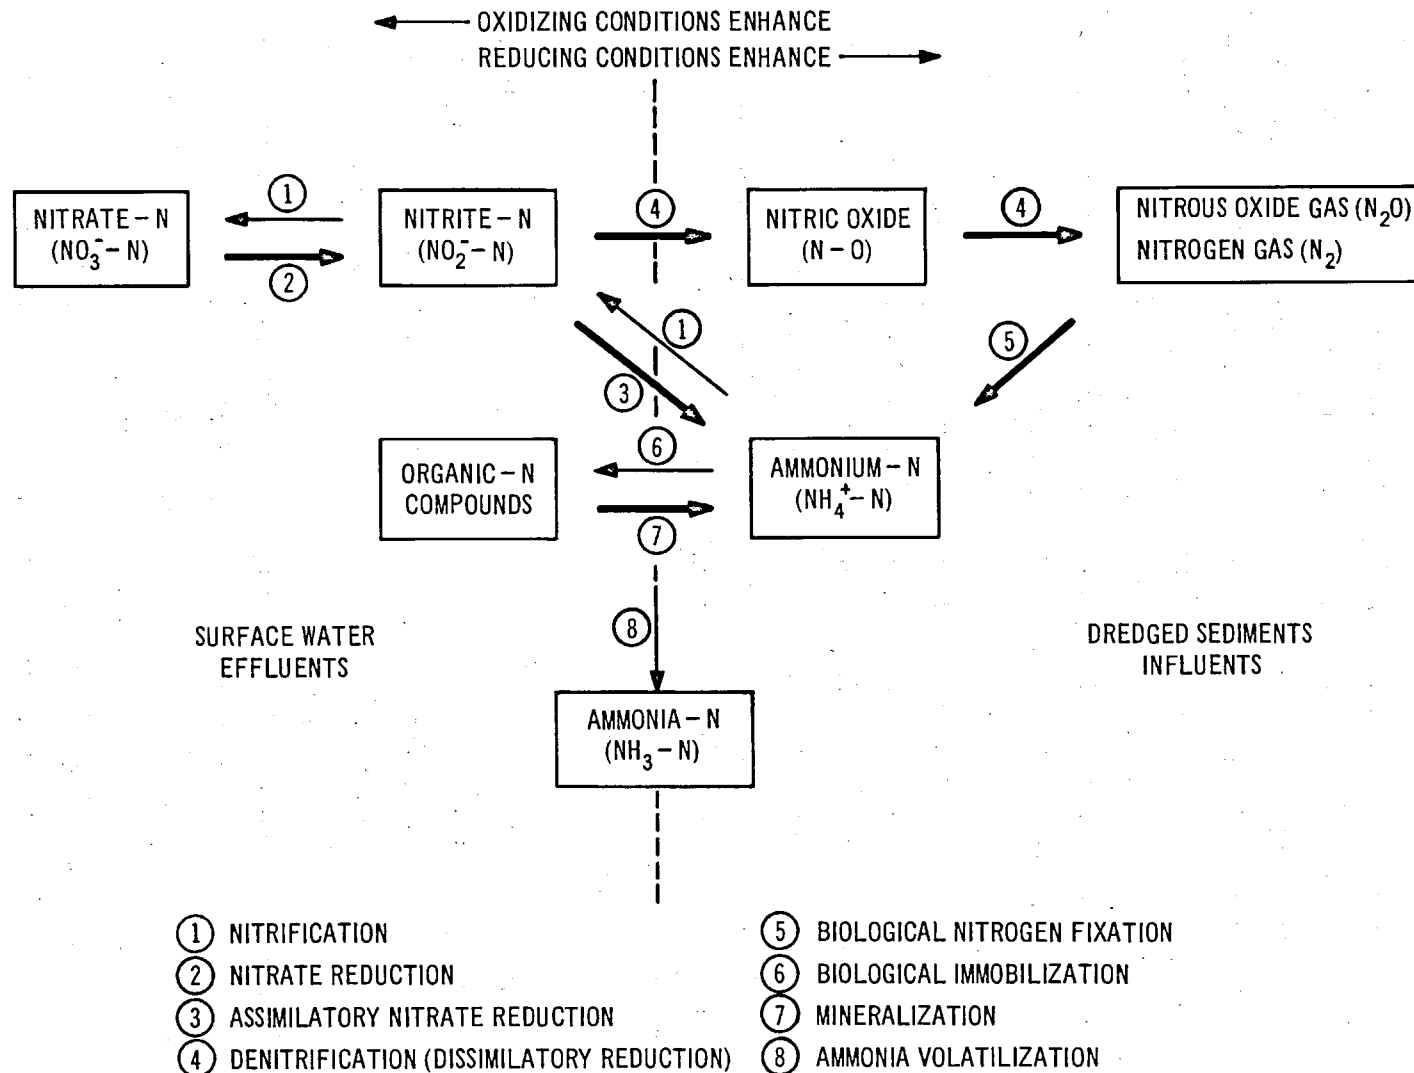 OXIDIZING CONDITIONS ENHANCE
REDUCING CONDITIONS ENHANCE
1
4
4
NITRATE – N
(NO₃⁻ – N)
NITRITE – N
(NO₂⁻ – N)
NITRIC OXIDE
(N – O)
NITROUS OXIDE GAS (N₂O)
NITROGEN GAS (N₂)
2
1
5
3
6
ORGANIC – N
COMPOUNDS
AMMONIUM – N
(NH₄⁺ – N)
7
8
SURFACE WATER
EFFLUENTS
DREDGED SEDIMENTS
INFLUENTS
AMMONIA – N
(NH₃ – N)
1 NITRIFICATION
2 NITRATE REDUCTION
3 ASSIMILATORY NITRATE REDUCTION
4 DENITRIFICATION (DISSIMILATORY REDUCTION)
5 BIOLOGICAL NITROGEN FIXATION
6 BIOLOGICAL IMMOBILIZATION
7 MINERALIZATION
8 AMMONIA VOLATILIZATION